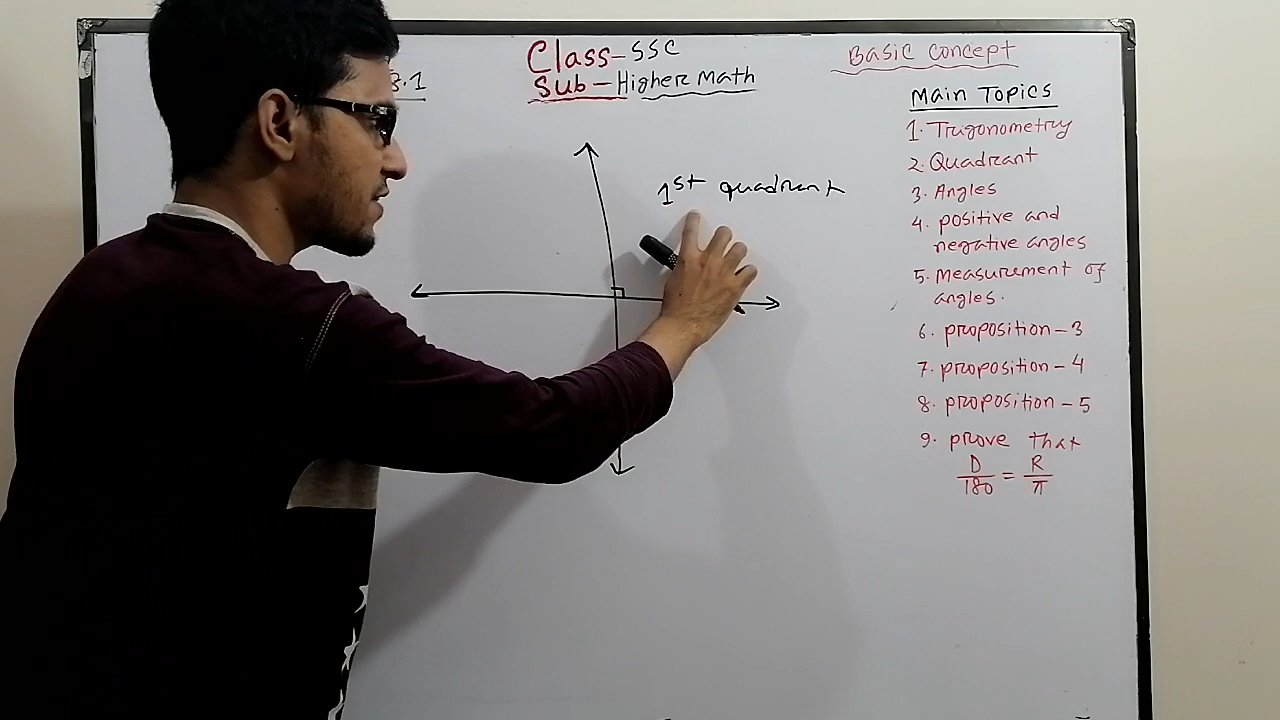 Class-SSC
Sub-Higher Math
Basic Concept
Main Topics
1. Trigonometry
2. Quadrant
3. Angles
4. positive and
negative angles
5. Measurement of
angles.
6. proposition-3
7. proposition-4
8. proposition-5
9. prove that
D/180 = R/π
1st quadrant